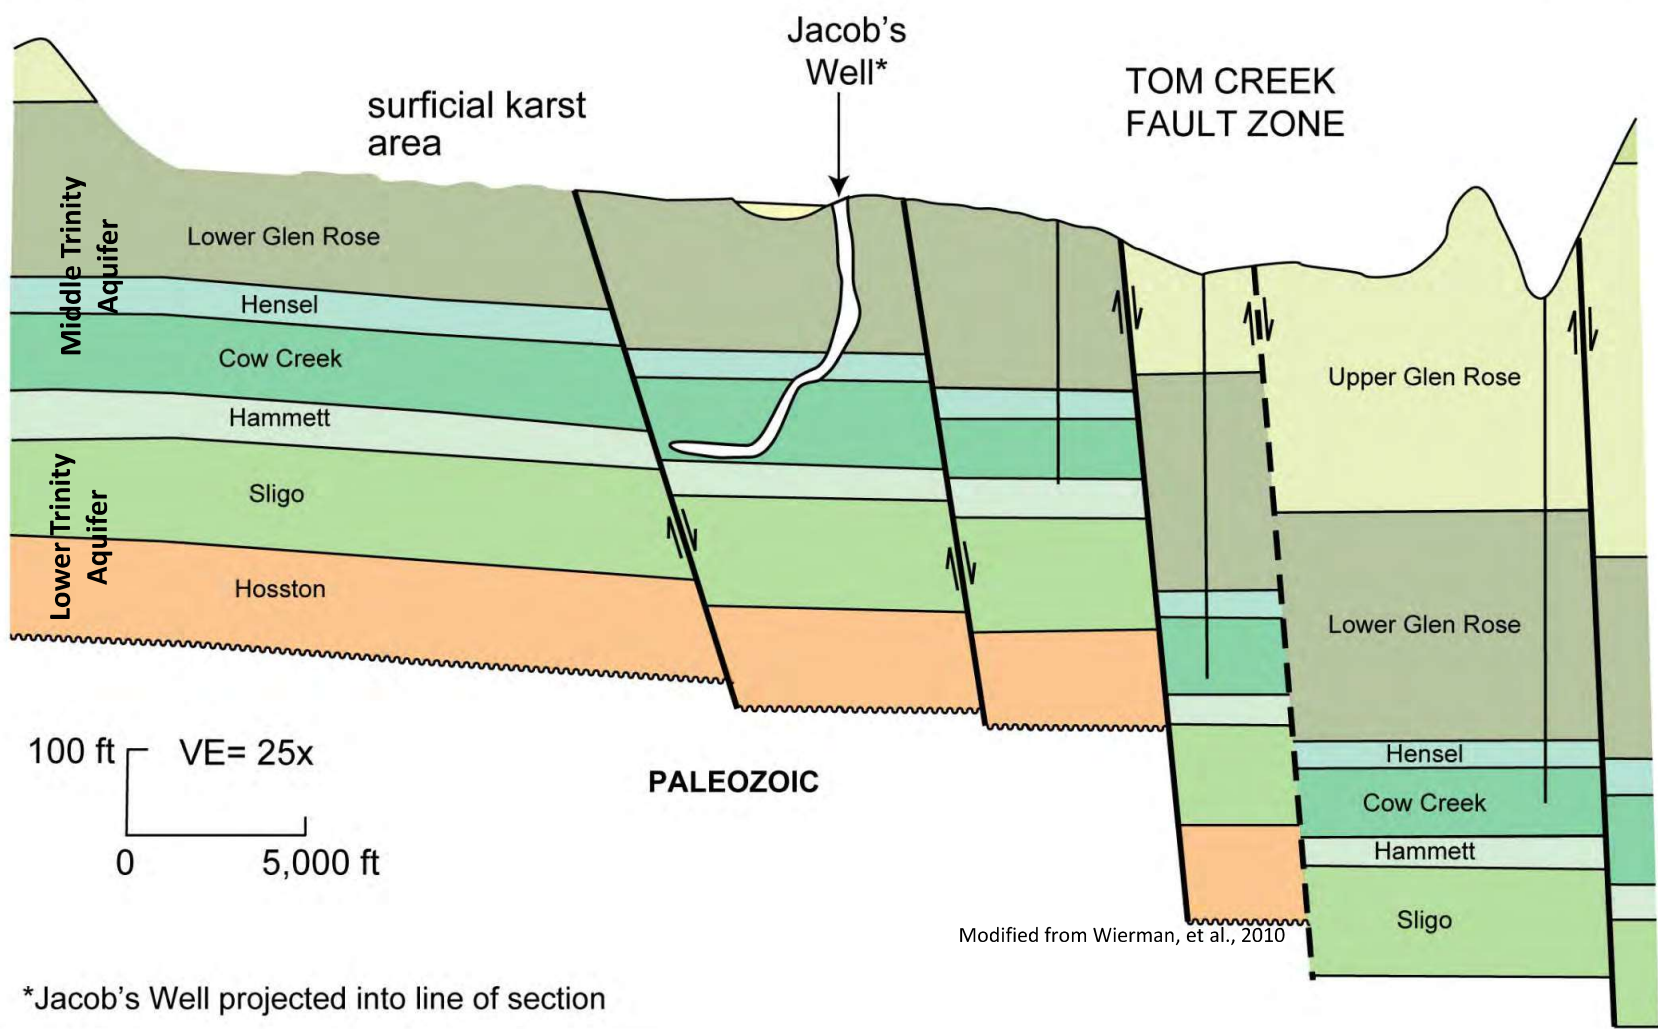 Jacob's
Well*
TOM CREEK
FAULT ZONE
surficial karst
area
Middle Trinity
Aquifer
Lower Trinity
Aquifer
Lower Glen Rose
Hensel
Cow Creek
Hammett
Sligo
Hosston
Upper Glen Rose
Lower Glen Rose
Hensel
Cow Creek
Hammett
Sligo
100 ft
VE= 25x
0
5,000 ft
PALEOZOIC
Modified from Wierman, et al., 2010
*Jacob's Well projected into line of section